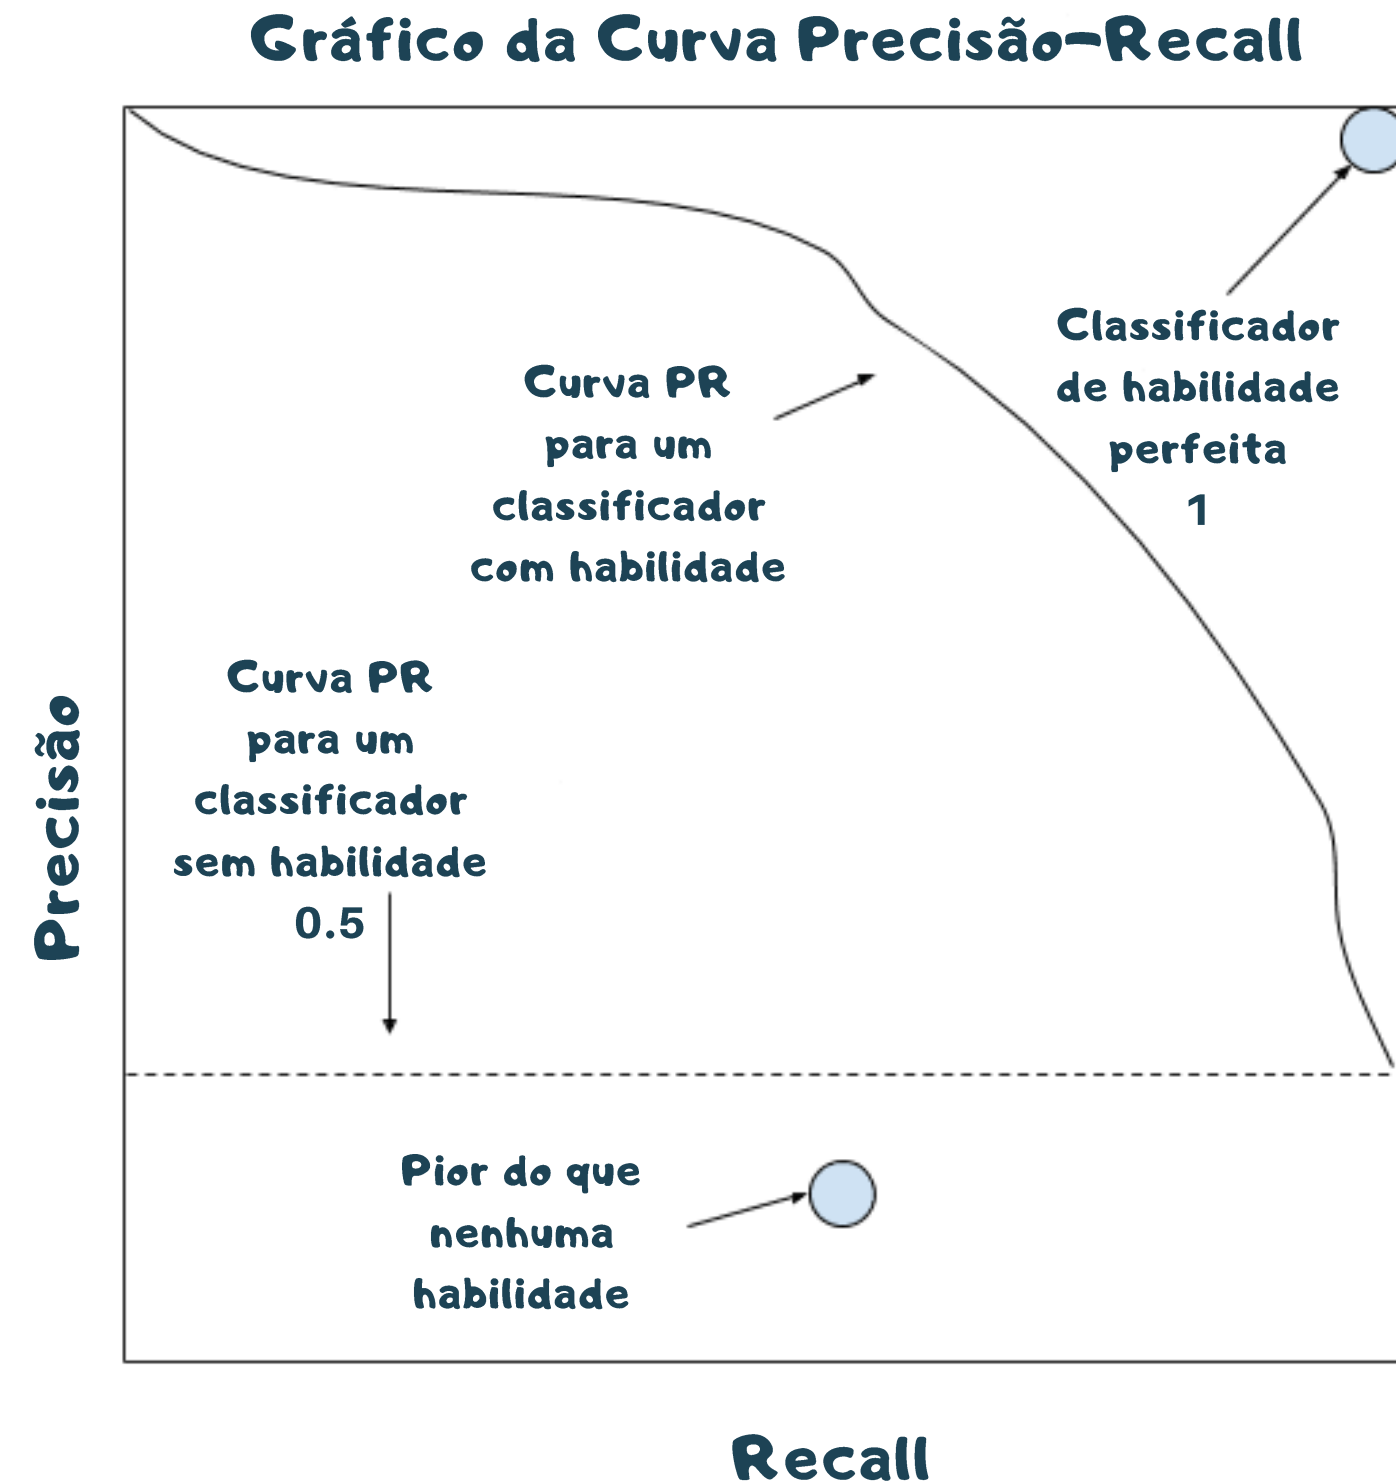 Gráfico da Curva Precisão-Recall
Classificador
de habilidade
perfeita
1
Curva PR
para um
classificador
com habilidade
Curva PR
para um
classificador
sem habilidade
0.5
Precisão
Pior do que
nenhuma
habilidade
Recall